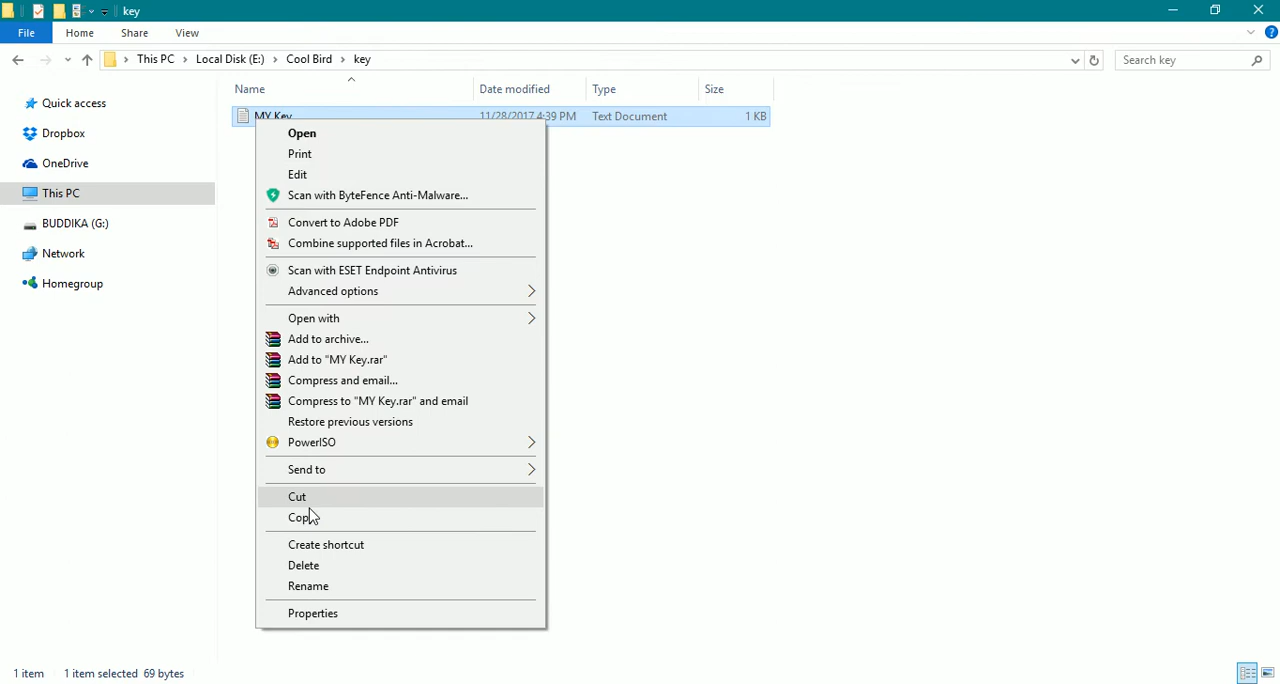 key
File Home Share View
This PC Local Disk (E:) Cool Bird key
Search key
Name Date modified Type Size
MY Key 11/28/2017 4:39 PM Text Document 1 KB
Quick access
Dropbox
OneDrive
This PC
BUDDIKA (G:)
Network
Homegroup
Open
Print
Edit
Scan with ByteFence Anti-Malware...
Convert to Adobe PDF
Combine supported files in Acrobat...
Scan with ESET Endpoint Antivirus
Advanced options
Open with
Add to archive...
Add to "MY Key.rar"
Compress and email...
Compress to "MY Key.rar" and email
Restore previous versions
PowerISO
Send to
Cut
Copy
Create shortcut
Delete
Rename
Properties
1 item 1 item selected 69 bytes